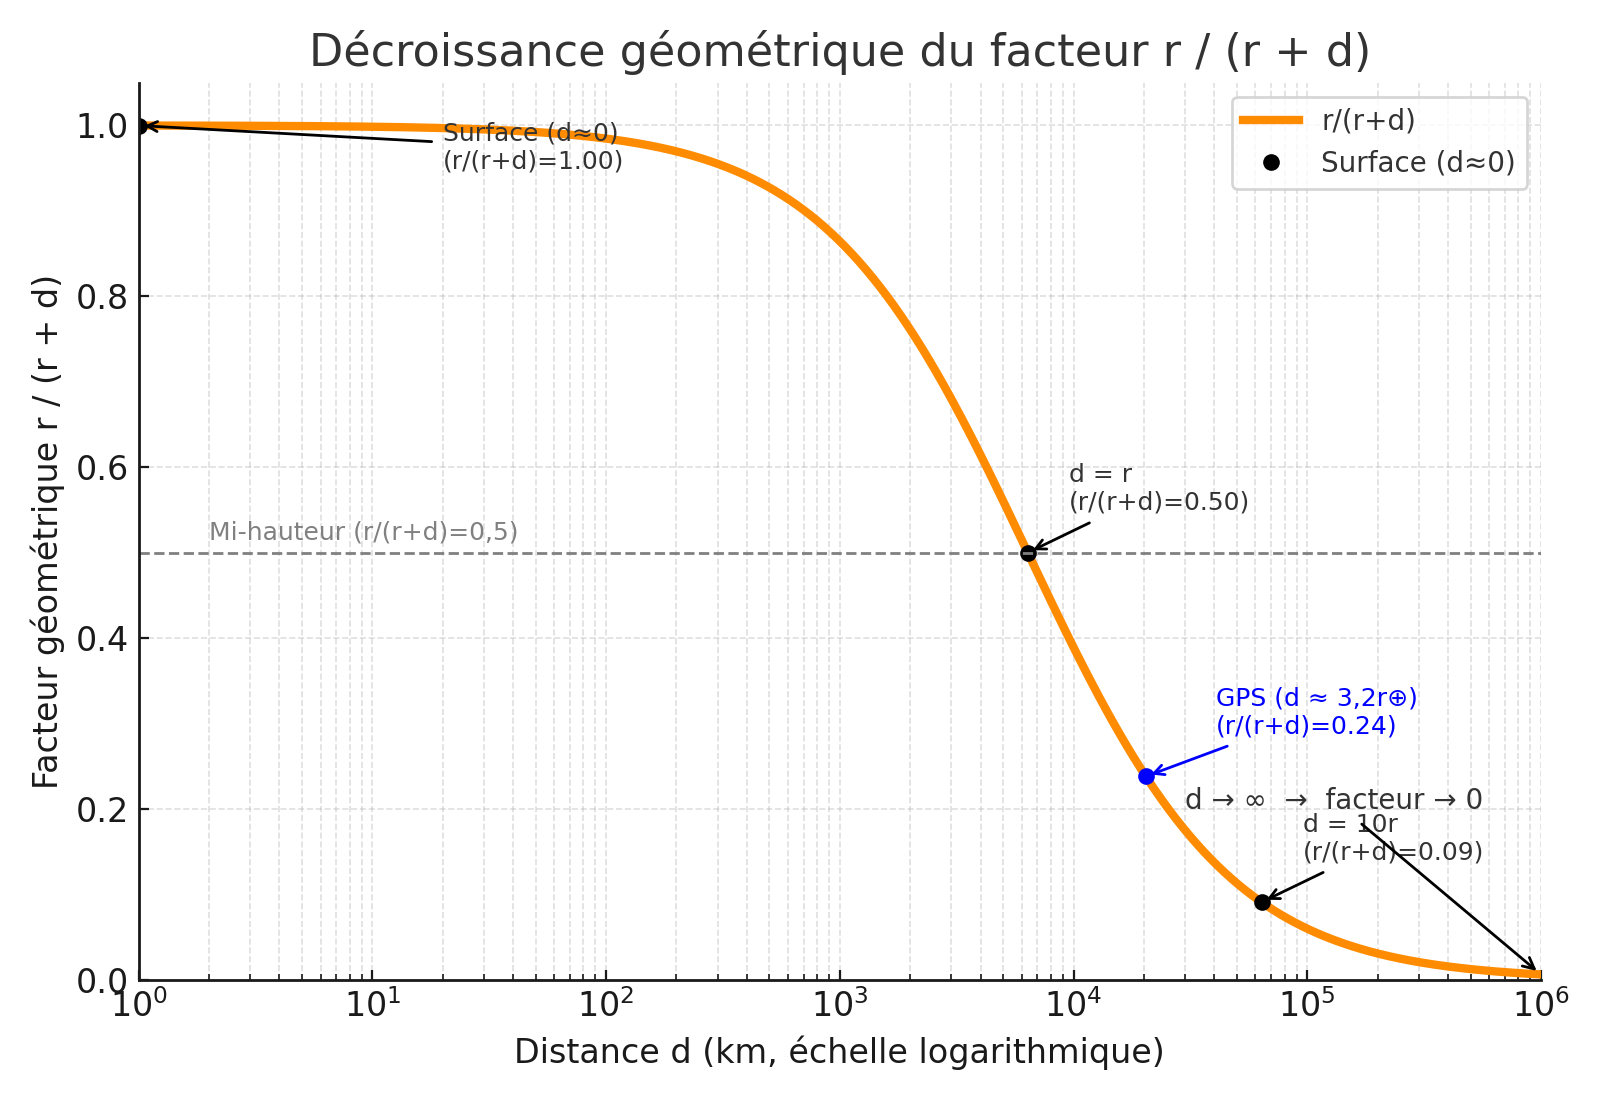 Décroissance géométrique du facteur r / (r + d)
Facteur géométrique r / (r + d)
1.0
0.8
0.6
0.4
0.2
0.0
Surface (d≈0)
(r/(r+d)=1.00)
r/(r+d)
Surface (d≈0)
d = r
(r/(r+d)=0.50)
Mi-hauteur (r/(r+d)=0,5)
GPS (d ≈ 3,2r⊕)
(r/(r+d)=0.24)
d → ∞ → facteur → 0
d = 10r
(r/(r+d)=0.09)
10⁰ 10¹ 10² 10³ 10⁴ 10⁵ 10⁶
Distance d (km, échelle logarithmique)